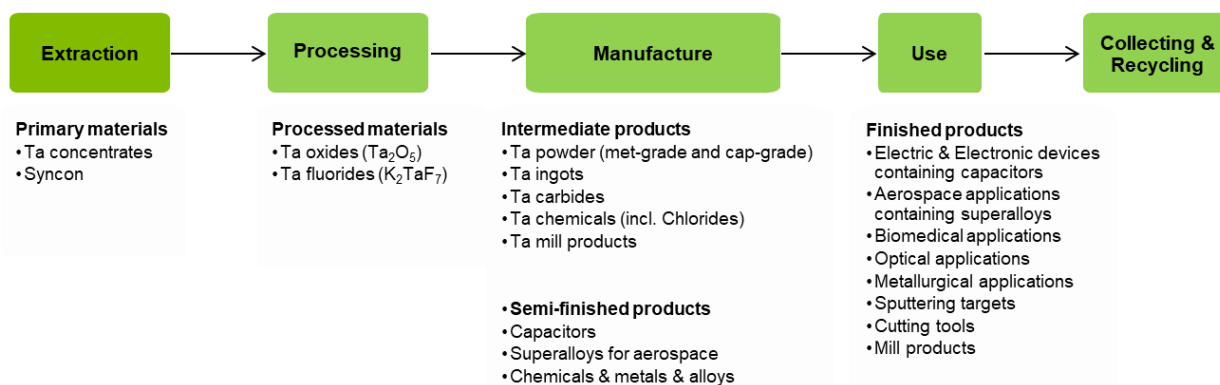 Extraction
Processing
Manufacture
Use
Collecting &
Recycling
Primary materials
• Ta concentrates
• Syncon
Processed materials
• Ta oxides (Ta₂O₅)
• Ta fluorides (K₂TaF₇)
Intermediate products
• Ta powder (met-grade and cap-grade)
• Ta ingots
• Ta carbides
• Ta chemicals (incl. Chlorides)
• Ta mill products
• Semi-finished products
• Capacitors
• Superalloys for aerospace
• Chemicals & metals & alloys
Finished products
• Electric & Electronic devices
containing capacitors
• Aerospace applications
containing superalloys
• Biomedical applications
• Optical applications
• Metallurgical applications
• Sputtering targets
• Cutting tools
• Mill products